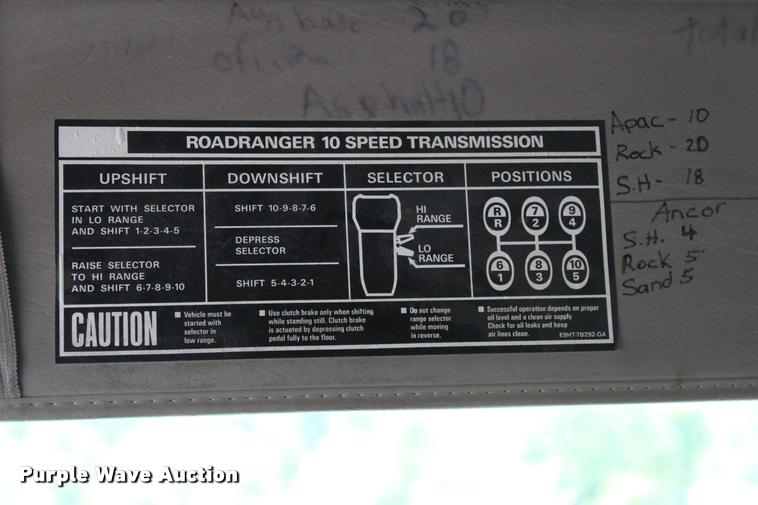 Agg base 20
18
Asphalt 10
total
Apac - 10
Rock - 20
S.H - 18
Ancor
S.H. 4
Rock 5
Sand 5
ROADRANGER 10 SPEED TRANSMISSION
UPSHIFT
START WITH SELECTOR
IN LO RANGE
AND SHIFT 1-2-3-4-5
RAISE SELECTOR
TO HI RANGE
AND SHIFT 6-7-8-9-10
DOWNSHIFT
SHIFT 10-9-8-7-6
DEPRESS
SELECTOR
SHIFT 5-4-3-2-1
SELECTOR
HI
RANGE
LO
RANGE
POSITIONS
R 7 9
R 2 4
6 8 10
1 3 5
CAUTION
■ Vehicle must be
started with
selector in
low range.
■ Use clutch brake only when shifting
while standing still. Clutch brake
is actuated by depressing clutch
pedal fully to the floor.
■ Do not change
range selector
while moving
in reverse.
■ Successful operation depends on proper
oil level and a clean air supply.
Check for oil leaks and keep
air lines clean.
E9HT-7B292-GA
Purple Wave Auction